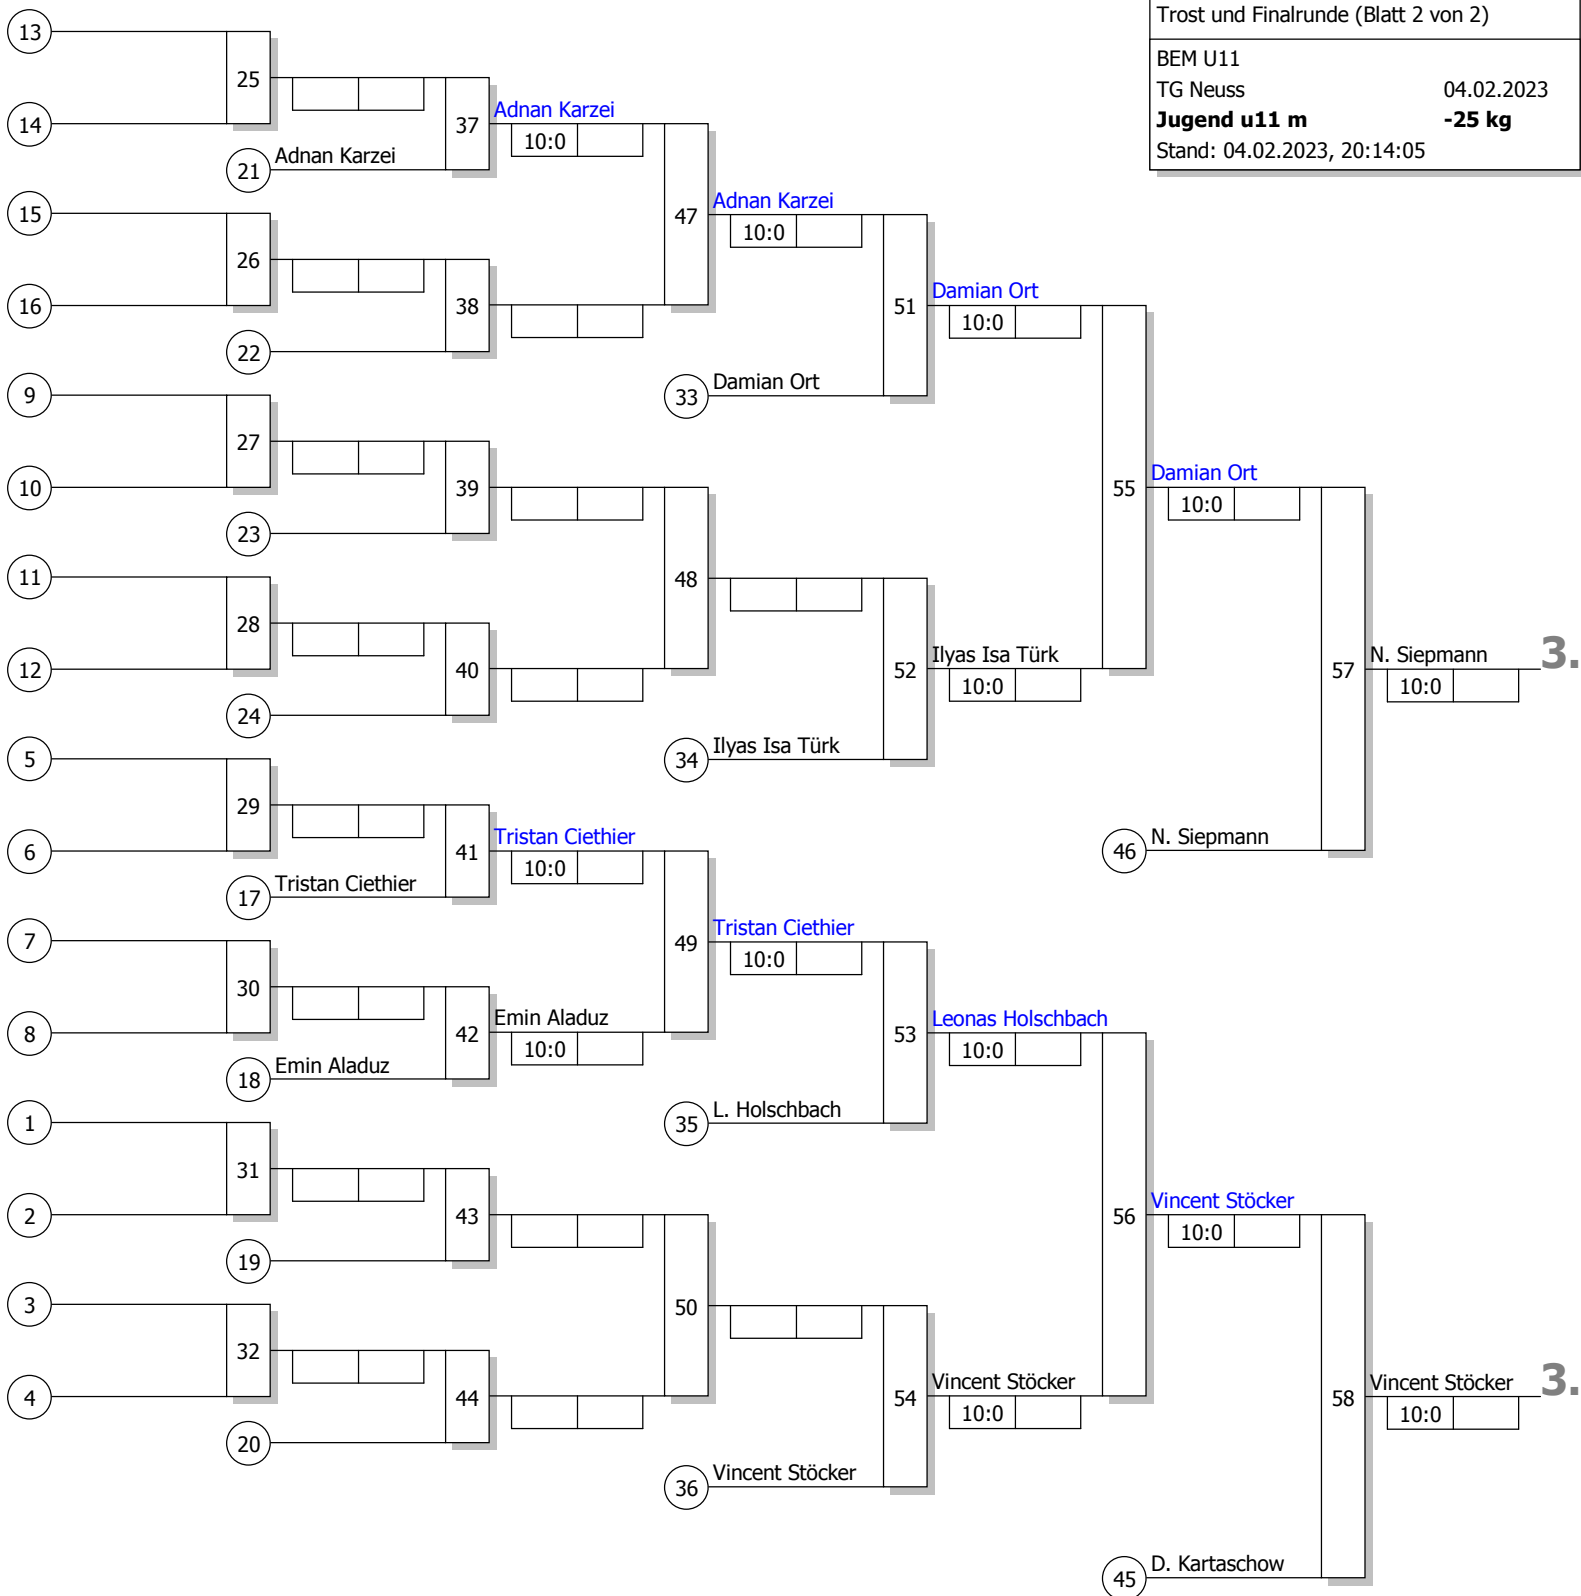 Trost und Finalrunde (Blatt 2 von 2)
BEM U11
TG Neuss 04.02.2023
Jugend u11 m -25 kg
Stand: 04.02.2023, 20:14:05
13
25
14
37
Adnan Karzei
10:0
21
Adnan Karzei
15
47
Adnan Karzei
10:0
26
16
38
22
51
Damian Ort
10:0
33
Damian Ort
9
27
10
39
23
55
Damian Ort
10:0
11
48
28
12
40
24
52
Ilyas Isa Türk
10:0
57
N. Siepmann
10:0
3.
34
Ilyas Isa Türk
5
29
6
41
Tristan Ciethier
10:0
46
N. Siepmann
17
Tristan Ciethier
7
49
Tristan Ciethier
10:0
30
8
42
Emin Aladuz
10:0
18
Emin Aladuz
53
Leonas Holschbach
10:0
35
L. Holschbach
1
31
2
43
19
56
Vincent Stöcker
10:0
3
50
32
4
44
20
54
Vincent Stöcker
10:0
58
Vincent Stöcker
10:0
3.
36
Vincent Stöcker
45
D. Kartaschow